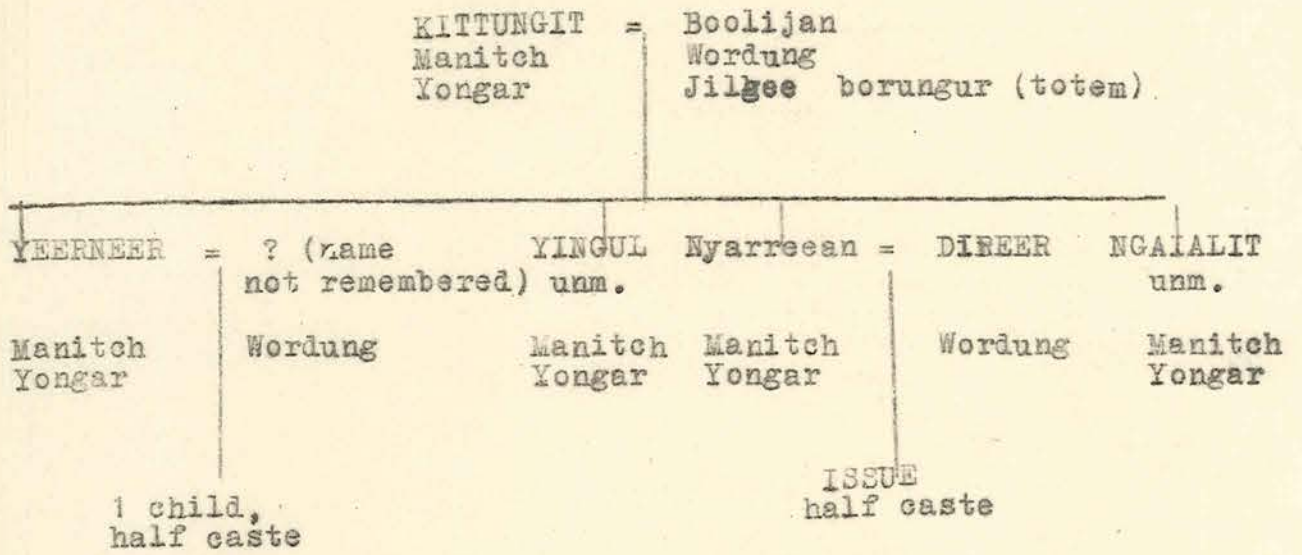 KITTUNGIT = Boolijan
Manitch Wordung
Yongar Jilgee borungur (totem)
YEERNEER = ? (name YINGUL Nyarreean = DIREER NGAIALIT
not remembered) unm. unm.
Manitch Wordung Manitch Manitch Wordung Manitch
Yongar Yongar Yongar Yongar
1 child, ISSUE
half caste half caste